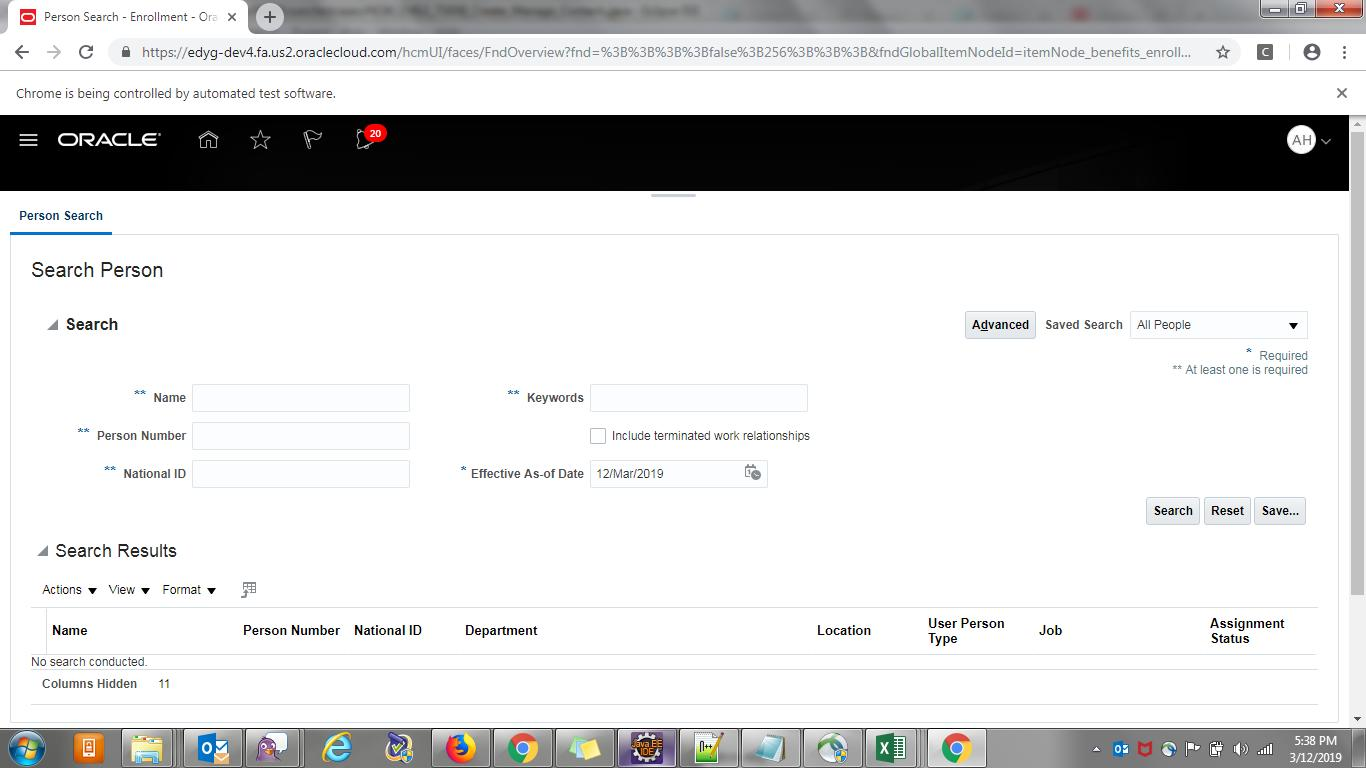 Person Search - Enrollment - Ora
https://edyg-dev4.fa.us2.oraclecloud.com/hcmUI/faces/FndOverview?fnd=%3B%3B%3B%3Bfalse%3B256%3B%3B%3B&fndGlobalItemNodeId=itemNode_benefits_enroll...
C
Chrome is being controlled by automated test software.
ORACLE
20
AH
Person Search
Search Person
Search
Advanced Saved Search All People
* Required
** At least one is required
** Name ** Keywords
** Person Number Include terminated work relationships
** National ID * Effective As-of Date 12/Mar/2019
Search Reset Save...
Search Results
Actions View Format
Name Person Number National ID Department Location User Person Type Job Assignment Status
No search conducted.
Columns Hidden 11
Java EE IDE
5:38 PM
3/12/2019